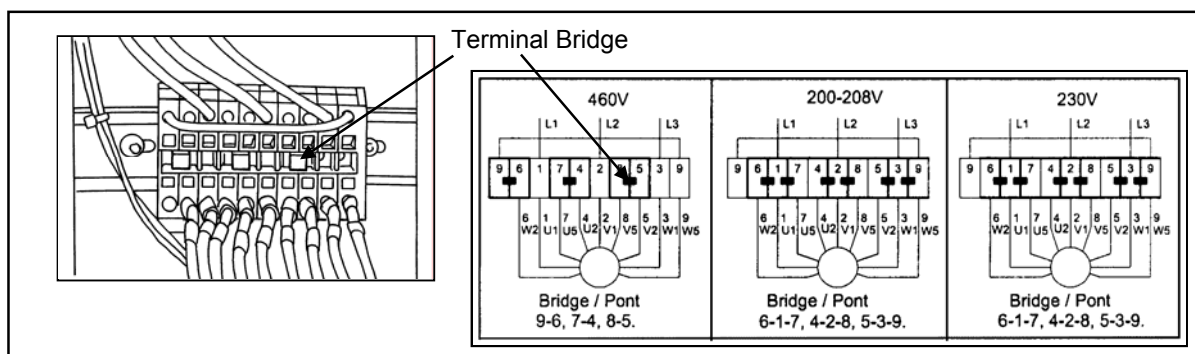 Terminal Bridge
460V
L1 L2 L3
9 6 1 7 4 2 8 5 3 9
6 1 7 4 2 8 5 3 9
W2 U1 U5 U2 V1 V5 V2 W1 W5
Bridge / Pont
9-6, 7-4, 8-5.
200-208V
L1 L2 L3
9 6 1 7 4 2 8 5 3 9
6 1 7 4 2 8 5 3 9
W2 U1 U5 U2 V1 V5 V2 W1 W5
Bridge / Pont
6-1-7, 4-2-8, 5-3-9.
230V
L1 L2 L3
9 6 1 7 4 2 8 5 3 9
6 1 7 4 2 8 5 3 9
W2 U1 U5 U2 V1 V5 V2 W1 W5
Bridge / Pont
6-1-7, 4-2-8, 5-3-9.